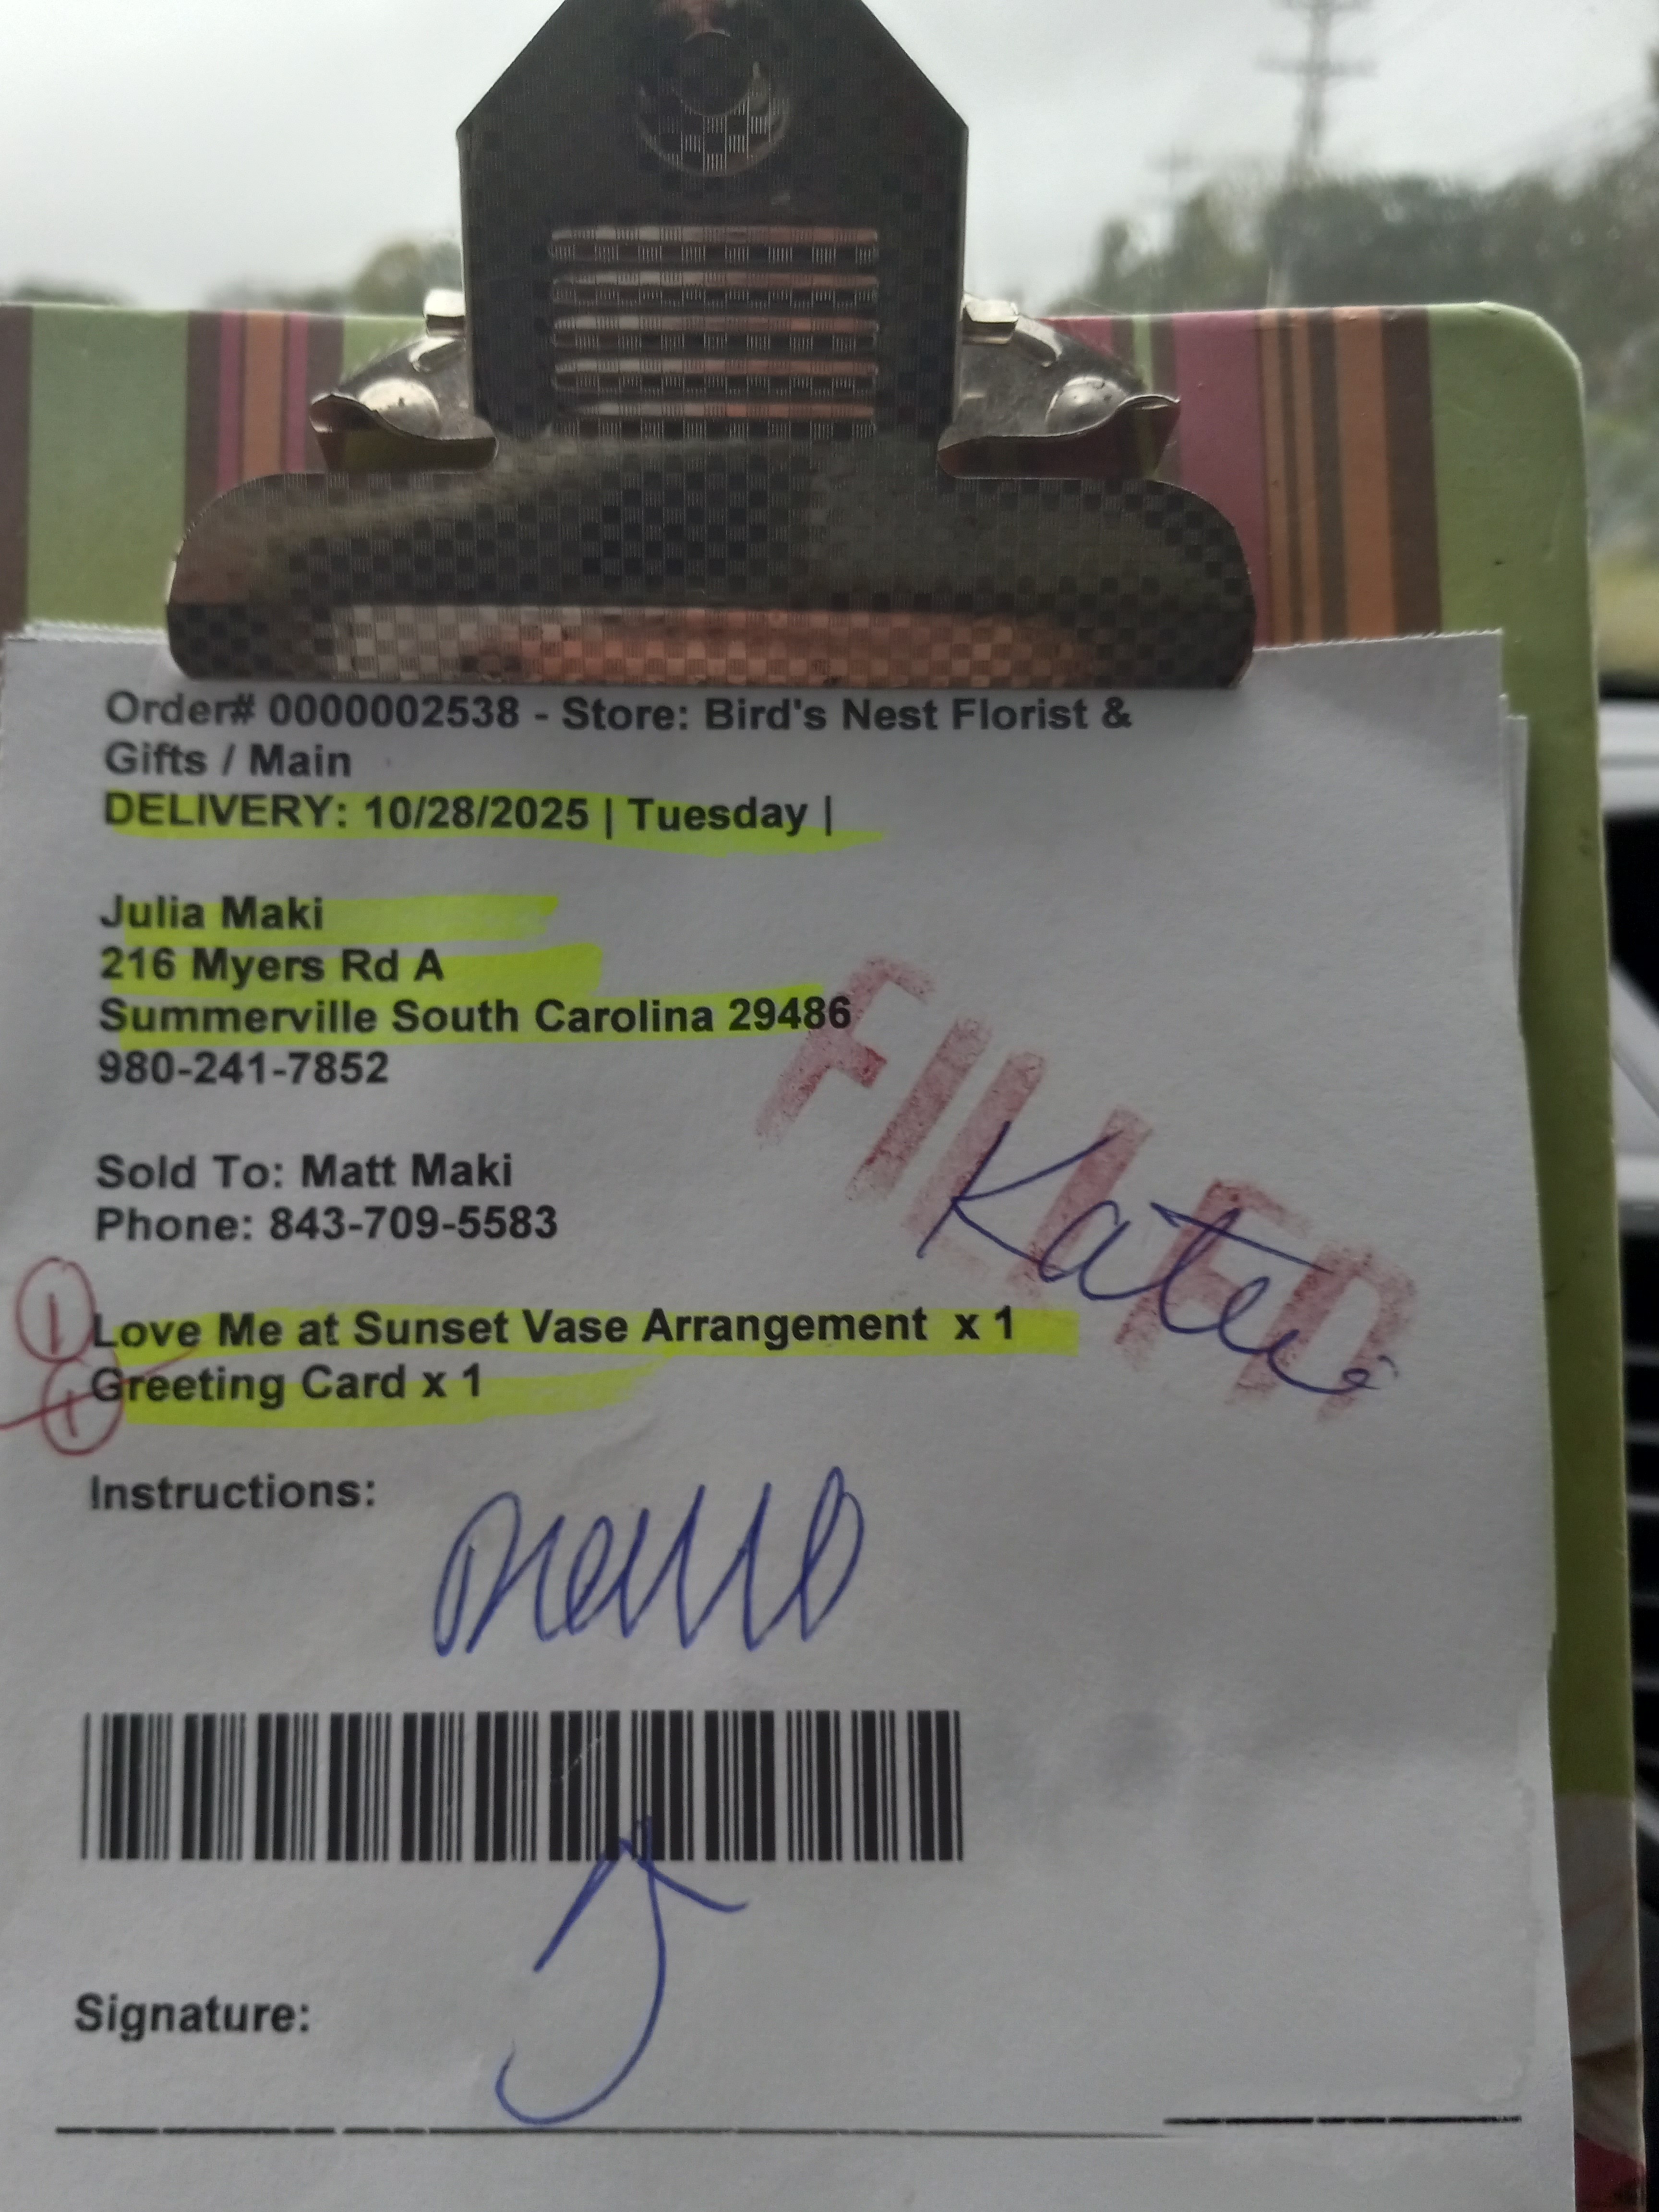 Order# 0000002538 - Store: Bird's Nest Florist &
Gifts / Main
DELIVERY: 10/28/2025 | Tuesday |
Julia Maki
216 Myers Rd A
Summerville South Carolina 29486
980-241-7852
FILLED
Katie
Sold To: Matt Maki
Phone: 843-709-5583
1 Love Me at Sunset Vase Arrangement x 1
1 Greeting Card x 1
Instructions:
Signature: